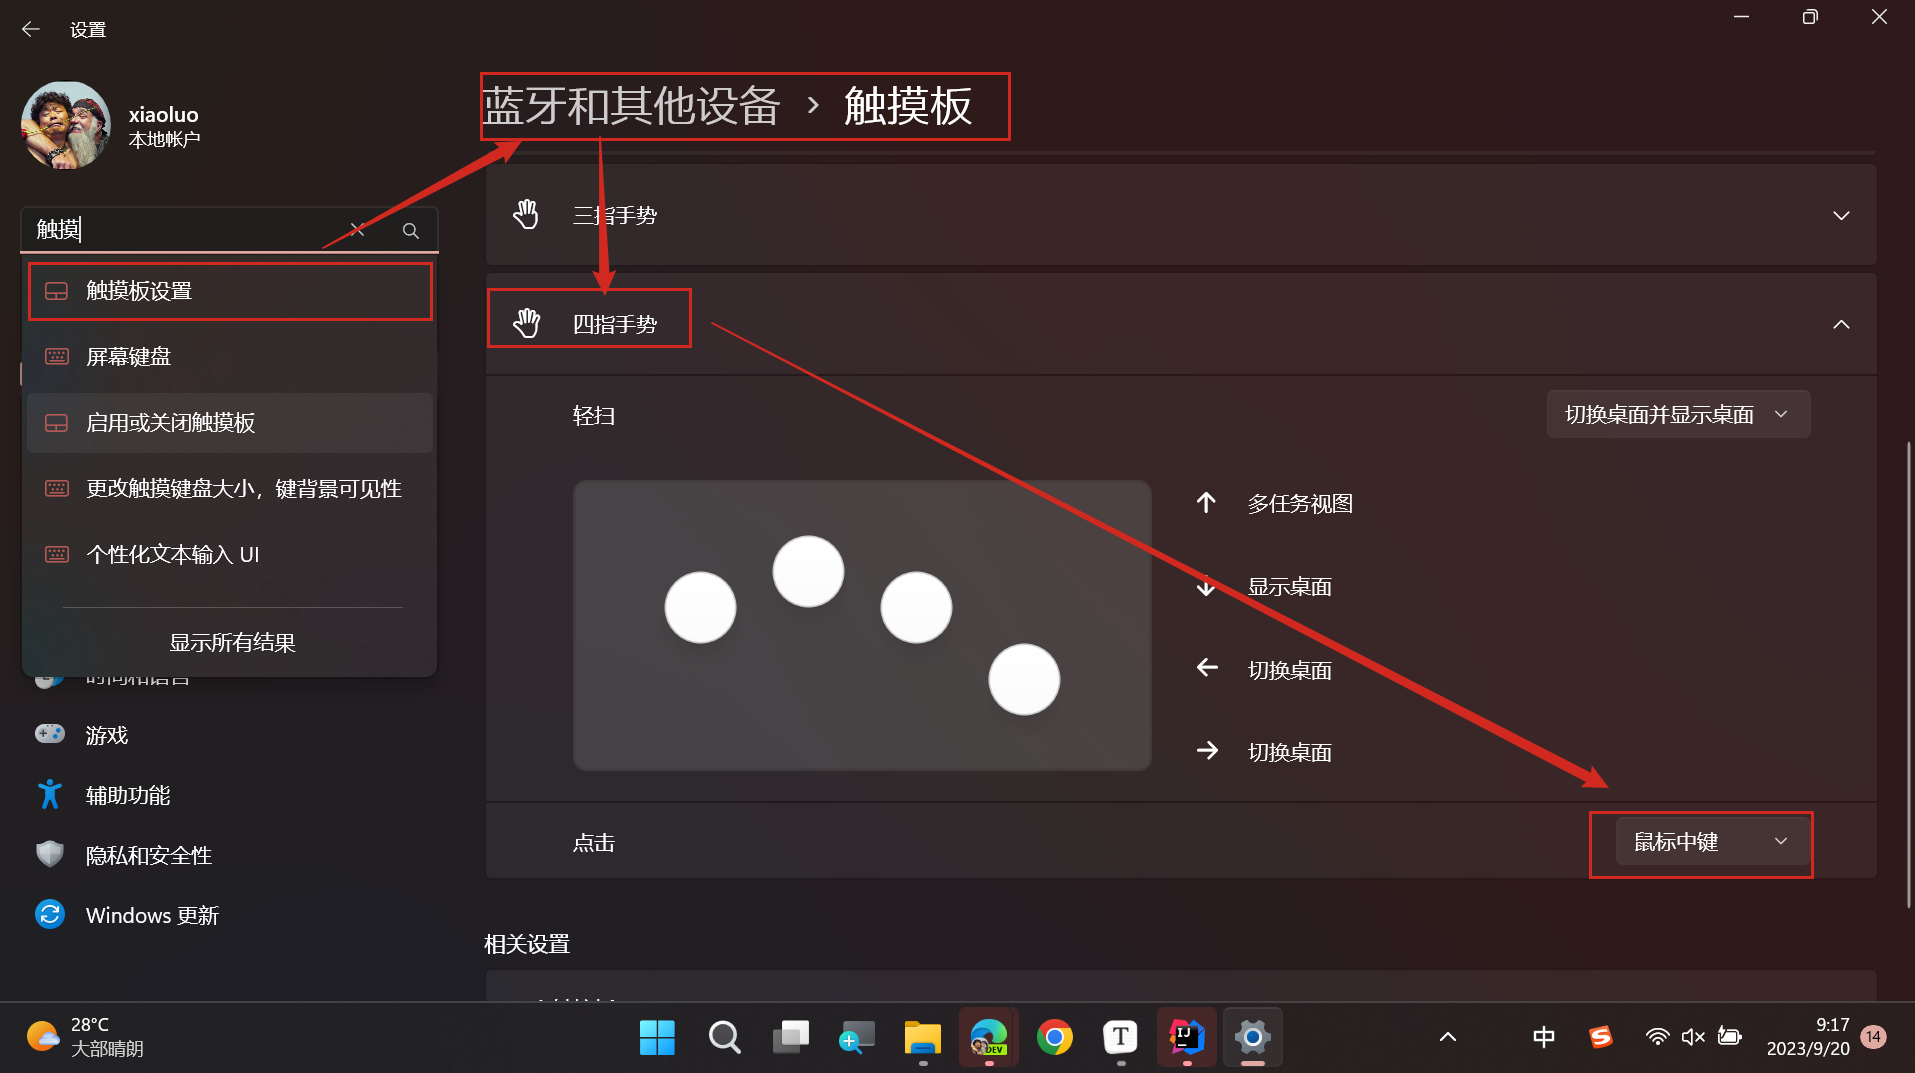 设置
xiaoluo
本地帐户
触摸
触摸板设置
屏幕键盘
启用或关闭触摸板
更改触摸键盘大小，键背景可见性
个性化文本输入 UI
显示所有结果
时间和语言
游戏
辅助功能
隐私和安全性
Windows 更新
蓝牙和其他设备 › 触摸板
三指手势
四指手势
轻扫
切换桌面并显示桌面
多任务视图
显示桌面
切换桌面
切换桌面
点击
鼠标中键
相关设置
28°C
大部晴朗
DEV
T
IJ
中
S
9:17
2023/9/20
14